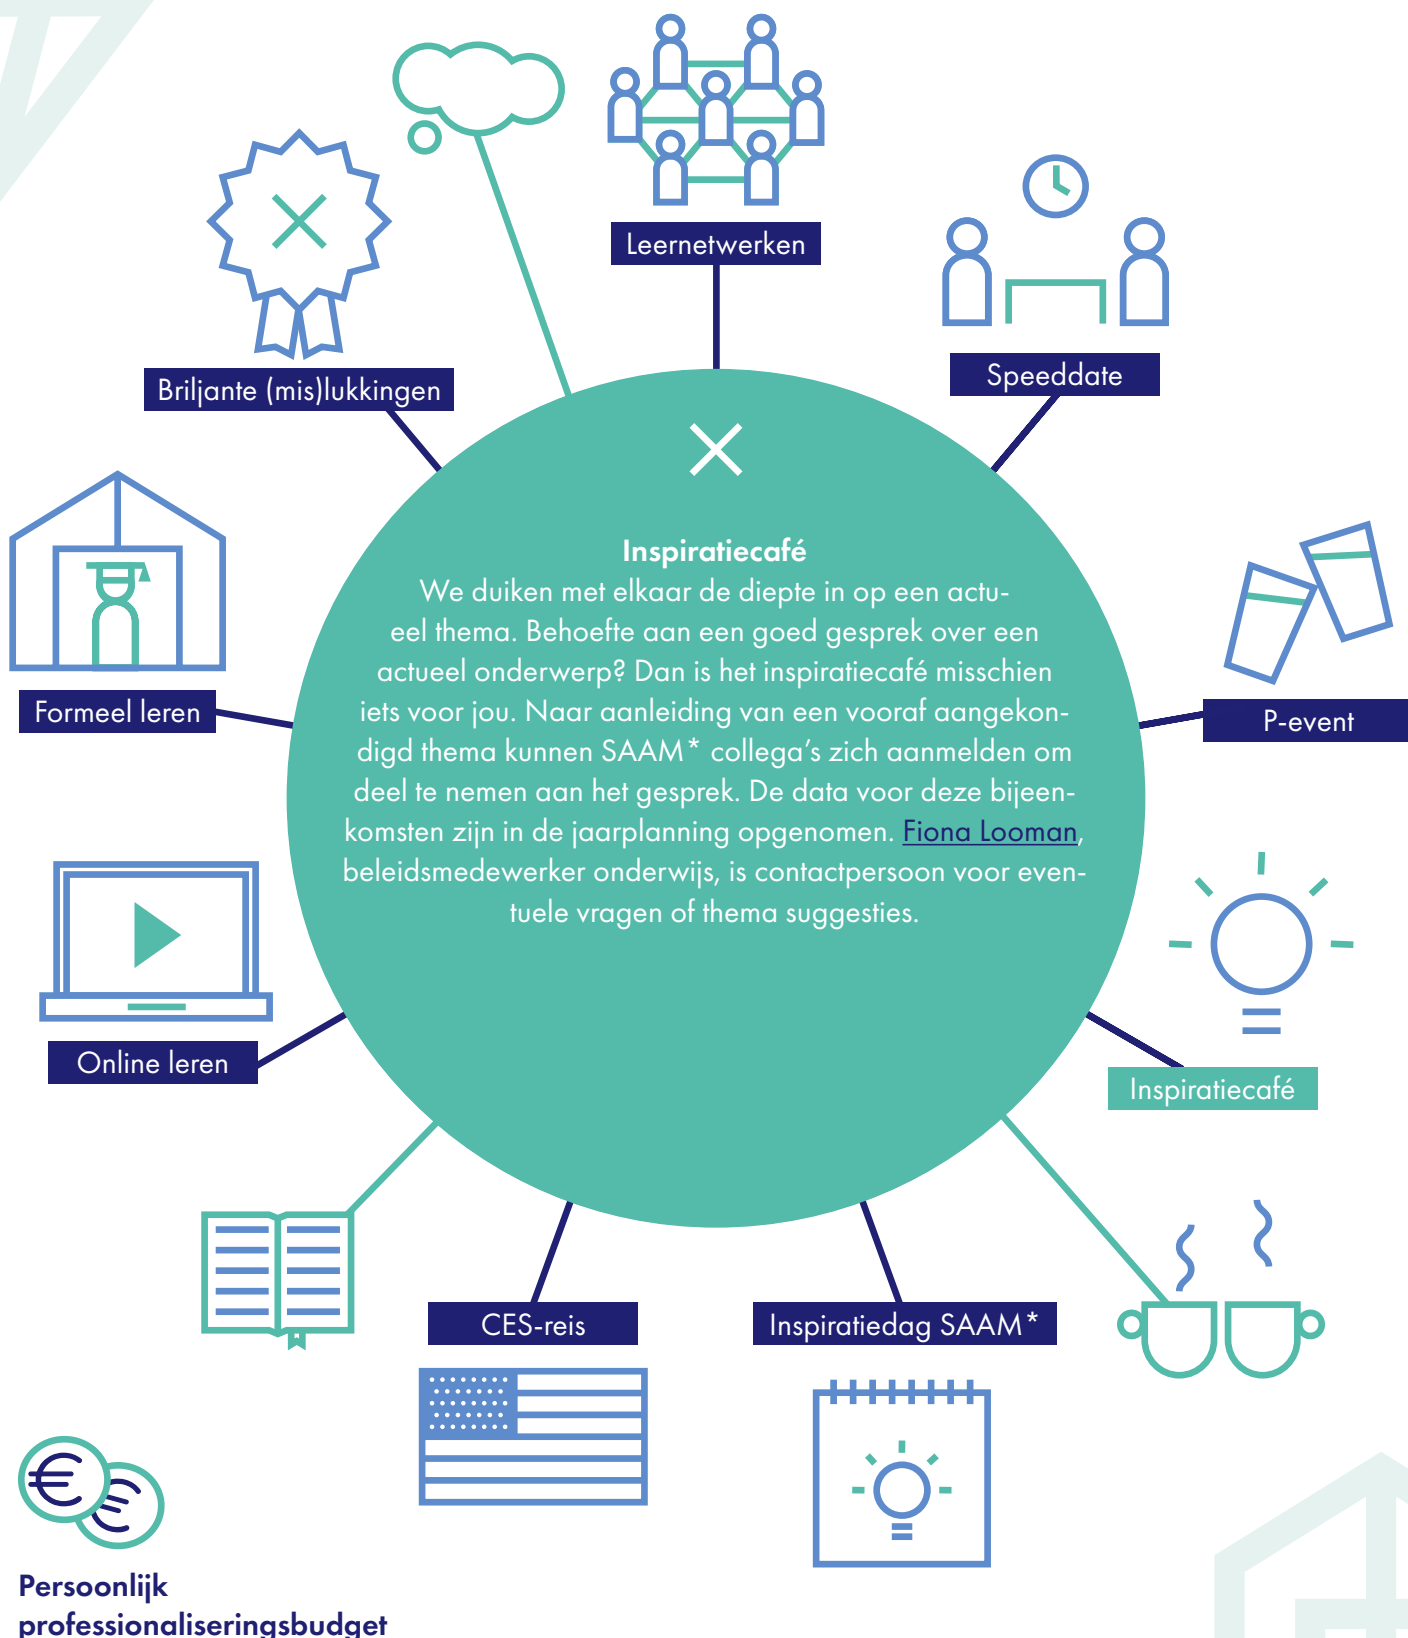 Leernetwerken
Speeddate
Briljante (mis)lukkingen
Inspiratiecafé
We duiken met elkaar de diepte in op een actu-
eel thema. Behoefte aan een goed gesprek over een
actueel onderwerp? Dan is het inspiratiecafé misschien
iets voor jou. Naar aanleiding van een vooraf aangekon-
digd thema kunnen SAAM* collega's zich aanmelden om
deel te nemen aan het gesprek. De data voor deze bijeen-
komsten zijn in de jaarplanning opgenomen. Fiona Looman,
beleidsmedewerker onderwijs, is contactpersoon voor even-
tuele vragen of thema suggesties.
Formeel leren
P-event
Online leren
Inspiratiecafé
CES-reis
Inspiratiedag SAAM*
€
€
Persoonlijk
professionaliseringsbudget